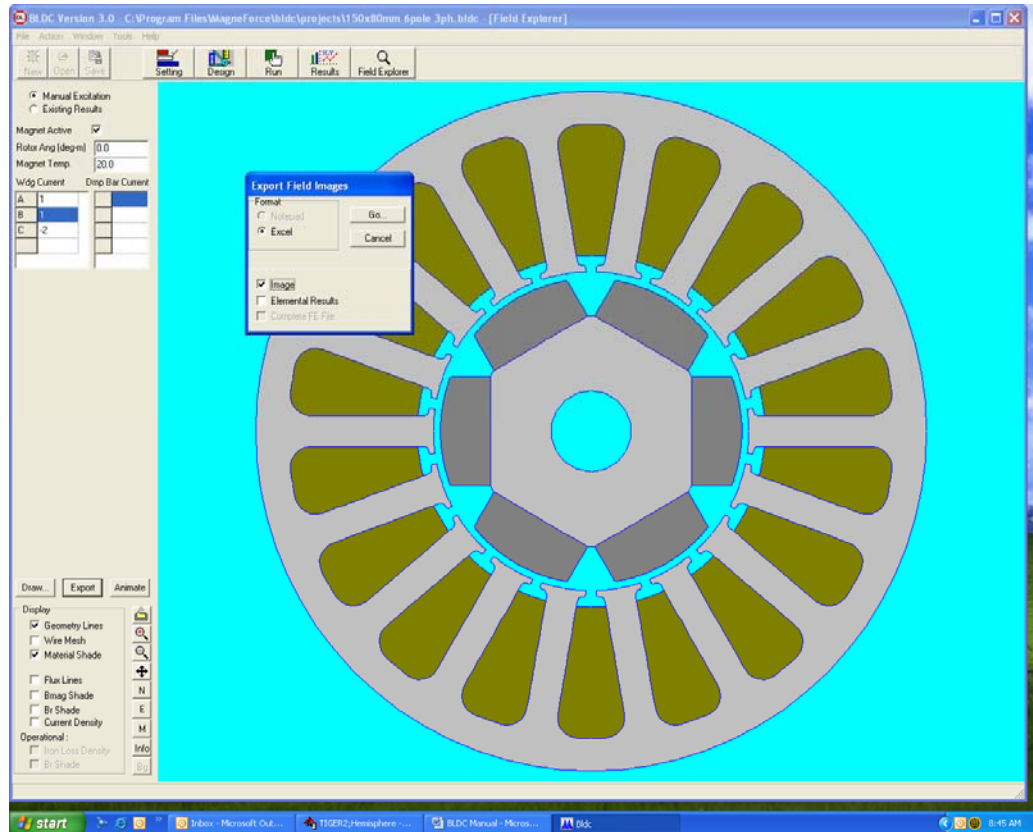 BLDC Version 3.0 - C:\Program Files\MagneForce\bldc\projects\150x80mm 6pole 3ph.bldc - [Field Explorer]
File Action Window Tools Help
New Open Save Setting Design Run Results Field Explorer
Manual Excitation
Existing Results
Magnet Active
Rotor Ang (deg-m) 0.0
Magnet Temp. 20.0
Wdg Current Dmp Bar Current
A 1
B 1
C -2
Export Field Images
Format
Notepad
Excel
Go...
Cancel
Image
Elemental Results
Complete FE File
Draw... Export Animate
Display
Geometry Lines
Wire Mesh
Material Shade
Flux Lines
Bmag Shade
Br Shade
Current Density
Operational :
Iron Loss Density
Br Shade
N
E
M
Info
Bg
start Inbox - Microsoft Out... TIGER2;Hemisphere -... BLDC Manual - Micros... Bldc 8:45 AM